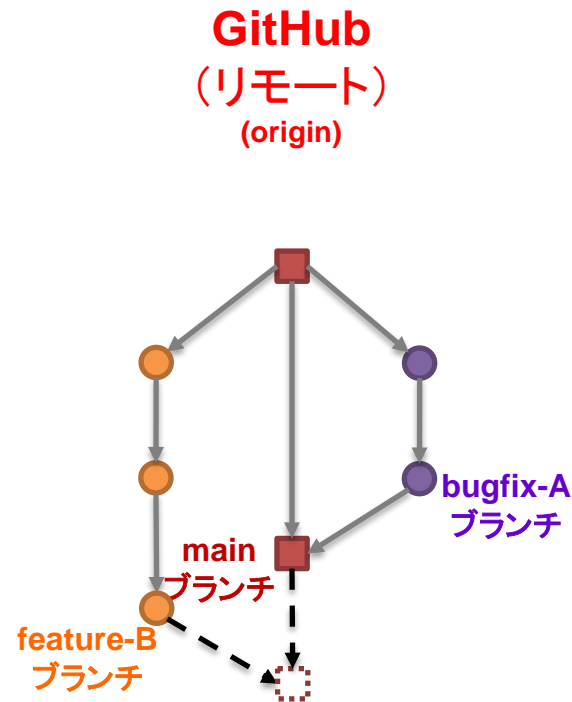 GitHub
（リモート）
(origin)
bugfix-A
ブランチ
main
ブランチ
feature-B
ブランチ